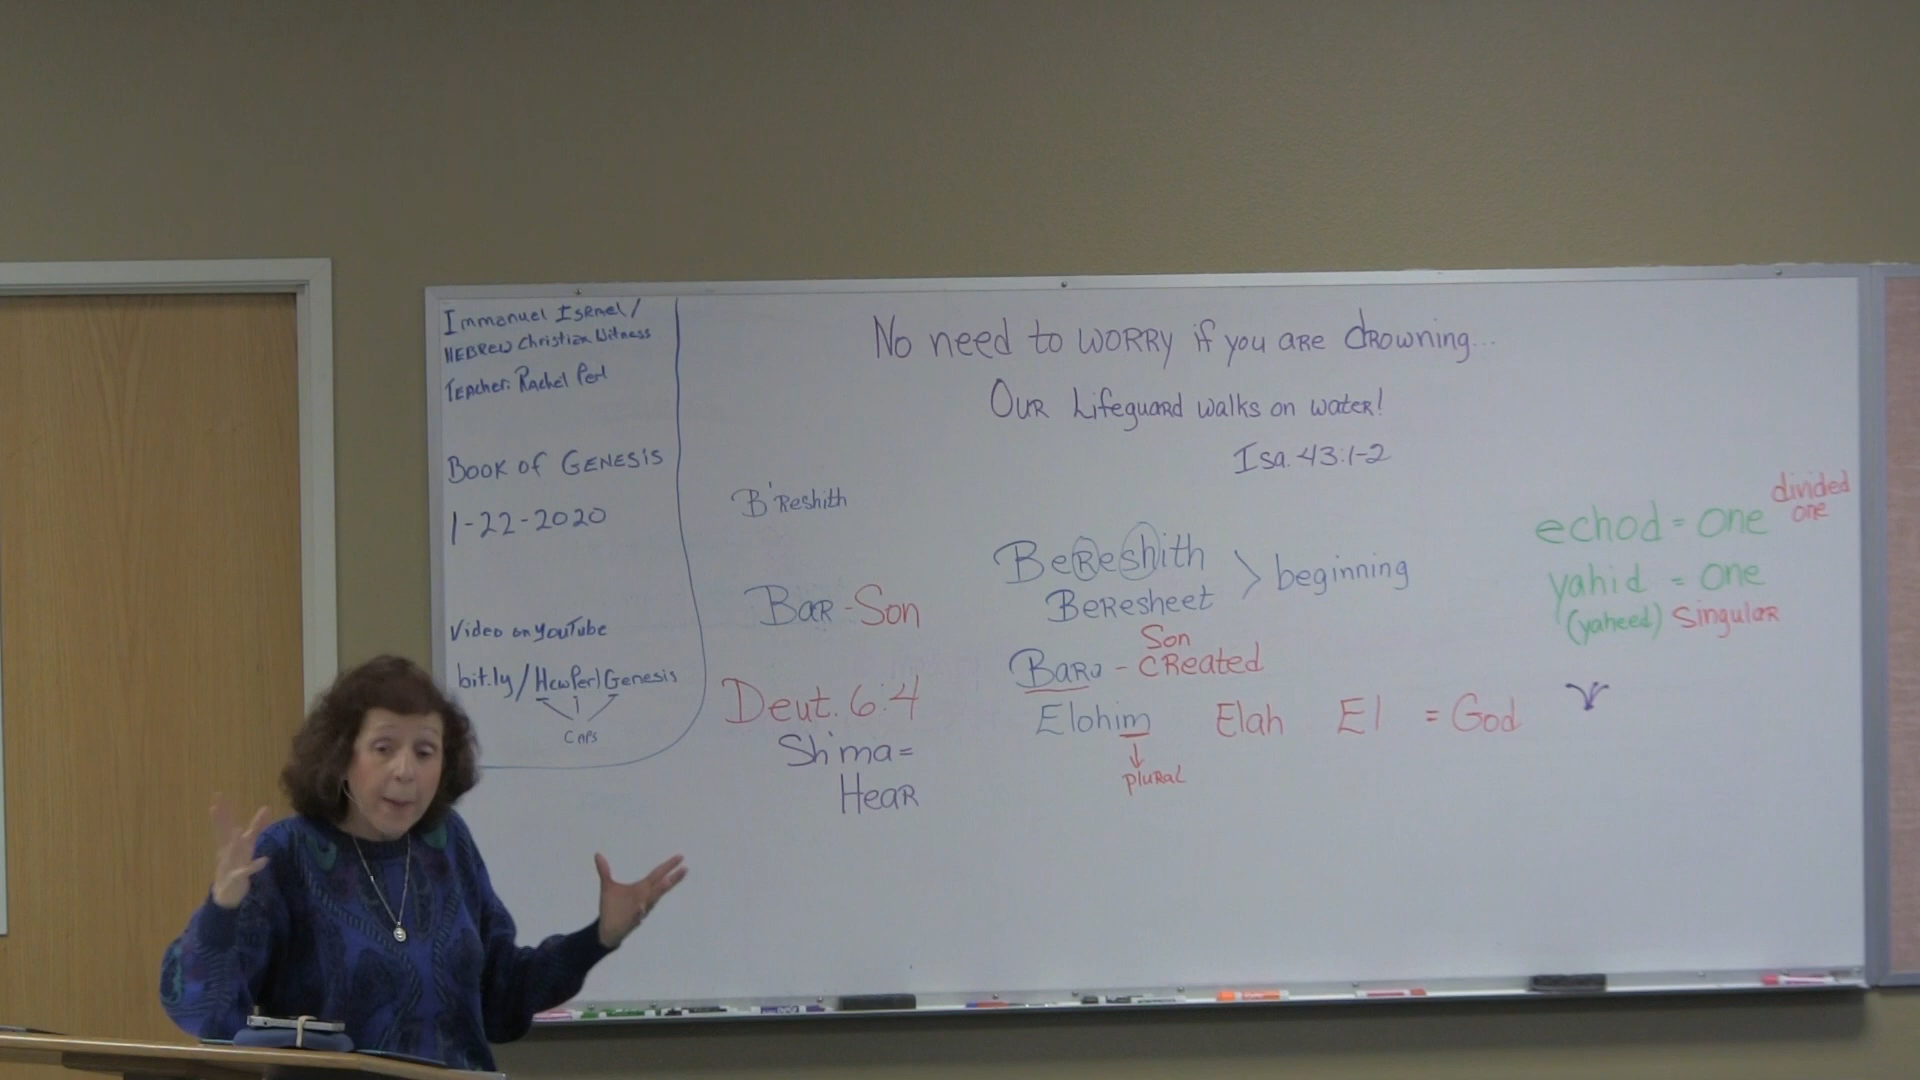 Immanuel Israel/
Hebrew Christian Witness
Teacher: Rachel Perl
Book of Genesis
1-22-2020
Video on YouTube
bit.ly/HcwPerlGenesis
Caps
No need to worry if you are drowning...
Our Lifeguard walks on water!
Isa. 43:1-2
B'Reshith
Bar - Son
Deut. 6:4
Sh'ma =
Hear
BeReshith
Beresheet
> beginning
Son
Bara - Created
Elohim Elah El = God
plural
echod = one
divided
one
yahid = one
(yaheed) Singular